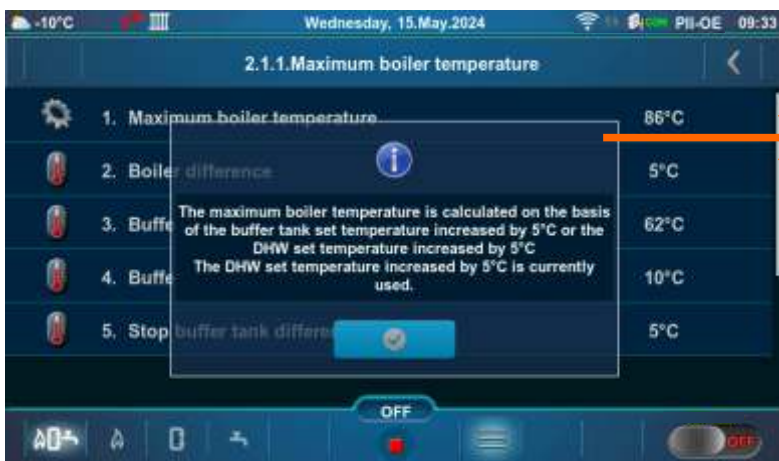 -10°C Wednesday, 15.May.2024 PII-OE 09:33
2.1.1.Maximum boiler temperature
1. Maximum boiler temperature 86°C
2. Boiler difference 5°C
3. Buffe 62°C
4. Buffe 10°C
5. Stop buffer tank differe 5°C
The maximum boiler temperature is calculated on the basis
of the buffer tank set temperature increased by 5°C or the
DHW set temperature increased by 5°C
The DHW set temperature increased by 5°C is currently
used.
OFF
OFF